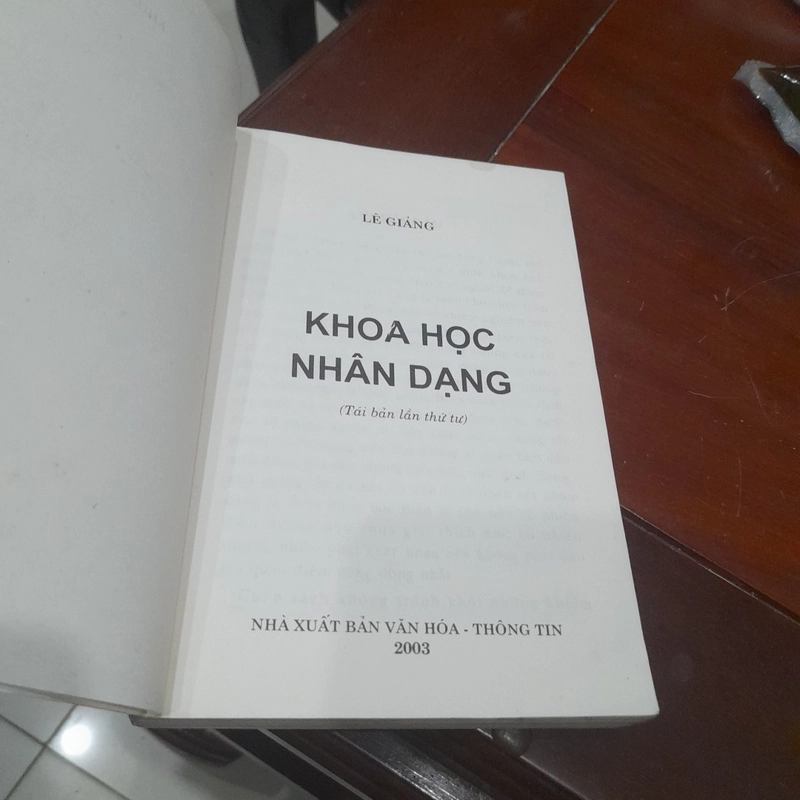 LÊ GIẢNG
KHOA HỌC
NHÂN DẠNG
(Tái bản lần thứ tư)
NHÀ XUẤT BẢN VĂN HÓA - THÔNG TIN
2003